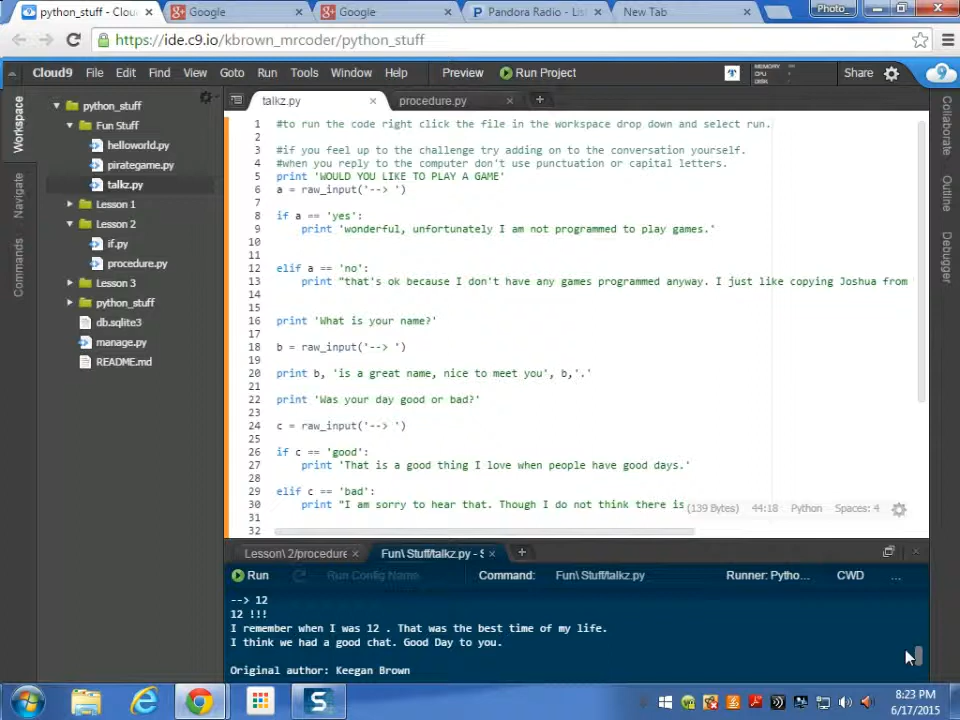 python_stuff - Clou
Google
Google
Pandora Radio - Lis
New Tab
Photo
https://ide.c9.io/kbrown_mrcoder/python_stuff
Cloud9 File Edit Find View Goto Run Tools Window Help Preview Run Project
MEMORY
CPU
DISK
Share
Workspace
Navigate
Commands
python_stuff
Fun Stuff
helloworld.py
pirategame.py
talkz.py
Lesson 1
Lesson 2
if.py
procedure.py
Lesson 3
python_stuff
db.sqlite3
manage.py
README.md
talkz.py
procedure.py
1 #to run the code right click the file in the workspace drop down and select run.
2
3 #if you feel up to the challenge try adding on to the conversation yourself.
4 #when you reply to the computer don't use punctuation or capital letters.
5 print 'WOULD YOU LIKE TO PLAY A GAME'
6 a = raw_input('--> ')
7
8 if a == 'yes':
9 print 'wonderful, unfortunately I am not programmed to play games.'
10
11
12 elif a == 'no':
13 print "that's ok because I don't have any games programmed anyway. I just like copying Joshua from
14
15
16 print 'What is your name?'
17
18 b = raw_input('--> ')
19
20 print b, 'is a great name, nice to meet you', b,'.'
21
22 print 'Was your day good or bad?'
23
24 c = raw_input('--> ')
25
26 if c == 'good':
27 print 'That is a good thing I love when people have good days.'
28
29 elif c == 'bad':
30 print "I am sorry to hear that. Though I do not think there is
31
32
(139 Bytes) 44:18 Python Spaces: 4
Collaborate
Outline
Debugger
Lesson\ 2/procedure
Fun\ Stuff/talkz.py - S
Run
Run Config Name
Command: Fun\ Stuff/talkz.py
Runner: Pytho...
CWD
...
--> 12
12 !!!
I remember when I was 12 . That was the best time of my life.
I think we had a good chat. Good Day to you.
Original author: Keegan Brown
8:23 PM
6/17/2015